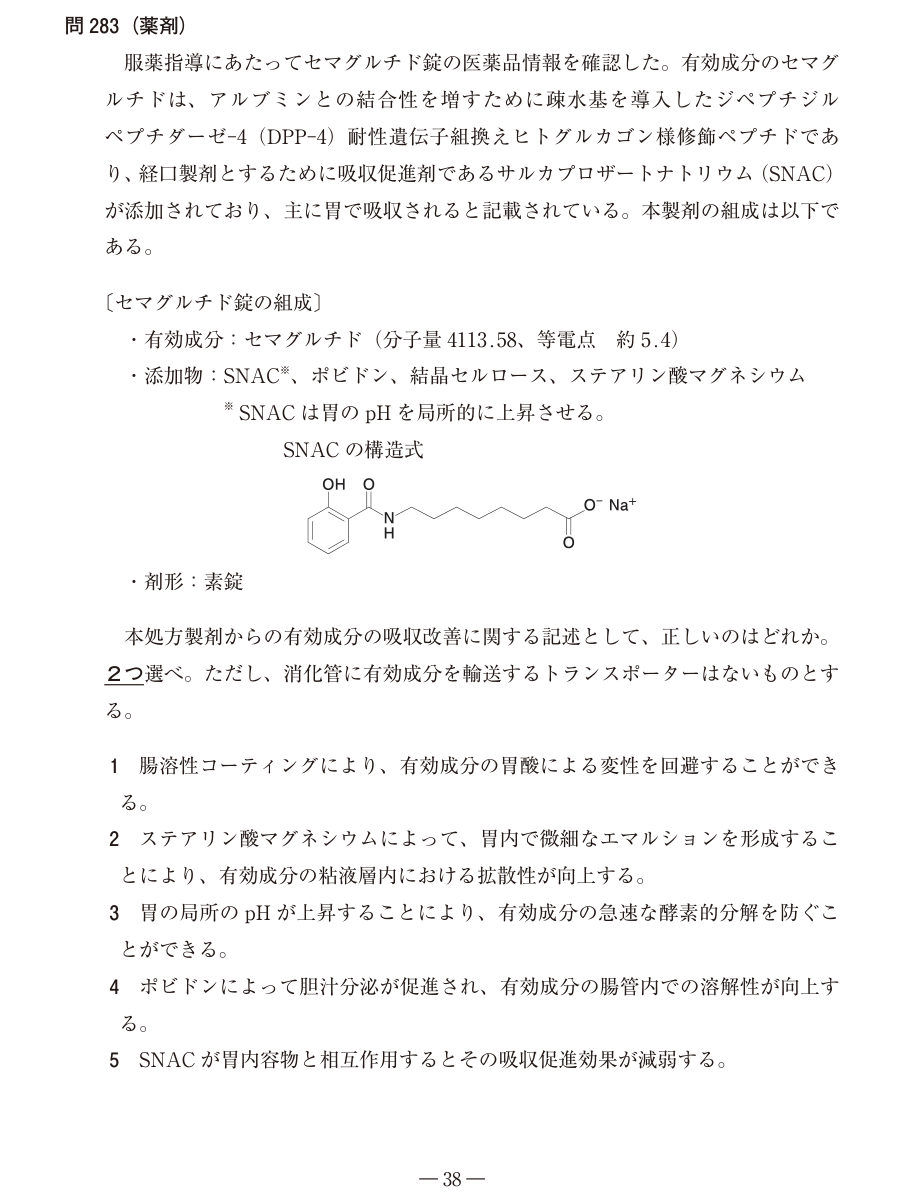 問 283（薬剤）
服薬指導にあたってセマグルチド錠の医薬品情報を確認した。有効成分のセマグ
ルチドは、アルブミンとの結合性を増すために疎水基を導入したジペプチジル
ペプチダーゼ-4（DPP-4）耐性遺伝子組換えヒトグルカゴン様修飾ペプチドであ
り、経口製剤とするために吸収促進剤であるサルカプロザートナトリウム（SNAC）
が添加されており、主に胃で吸収されると記載されている。本製剤の組成は以下で
ある。
〔セマグルチド錠の組成〕
・有効成分：セマグルチド（分子量 4113.58、等電点　約 5.4）
・添加物：SNAC※、ポビドン、結晶セルロース、ステアリン酸マグネシウム
※ SNAC は胃の pH を局所的に上昇させる。
SNAC の構造式
OH O
N
H
O− Na+
O
・剤形：素錠
本処方製剤からの有効成分の吸収改善に関する記述として、正しいのはどれか。
２つ選べ。ただし、消化管に有効成分を輸送するトランスポーターはないものとす
る。
1　腸溶性コーティングにより、有効成分の胃酸による変性を回避することができ
る。
2　ステアリン酸マグネシウムによって、胃内で微細なエマルションを形成するこ
とにより、有効成分の粘液層内における拡散性が向上する。
3　胃の局所の pH が上昇することにより、有効成分の急速な酵素的分解を防ぐこ
とができる。
4　ポビドンによって胆汁分泌が促進され、有効成分の腸管内での溶解性が向上す
る。
5　SNAC が胃内容物と相互作用するとその吸収促進効果が減弱する。
― 38 ―